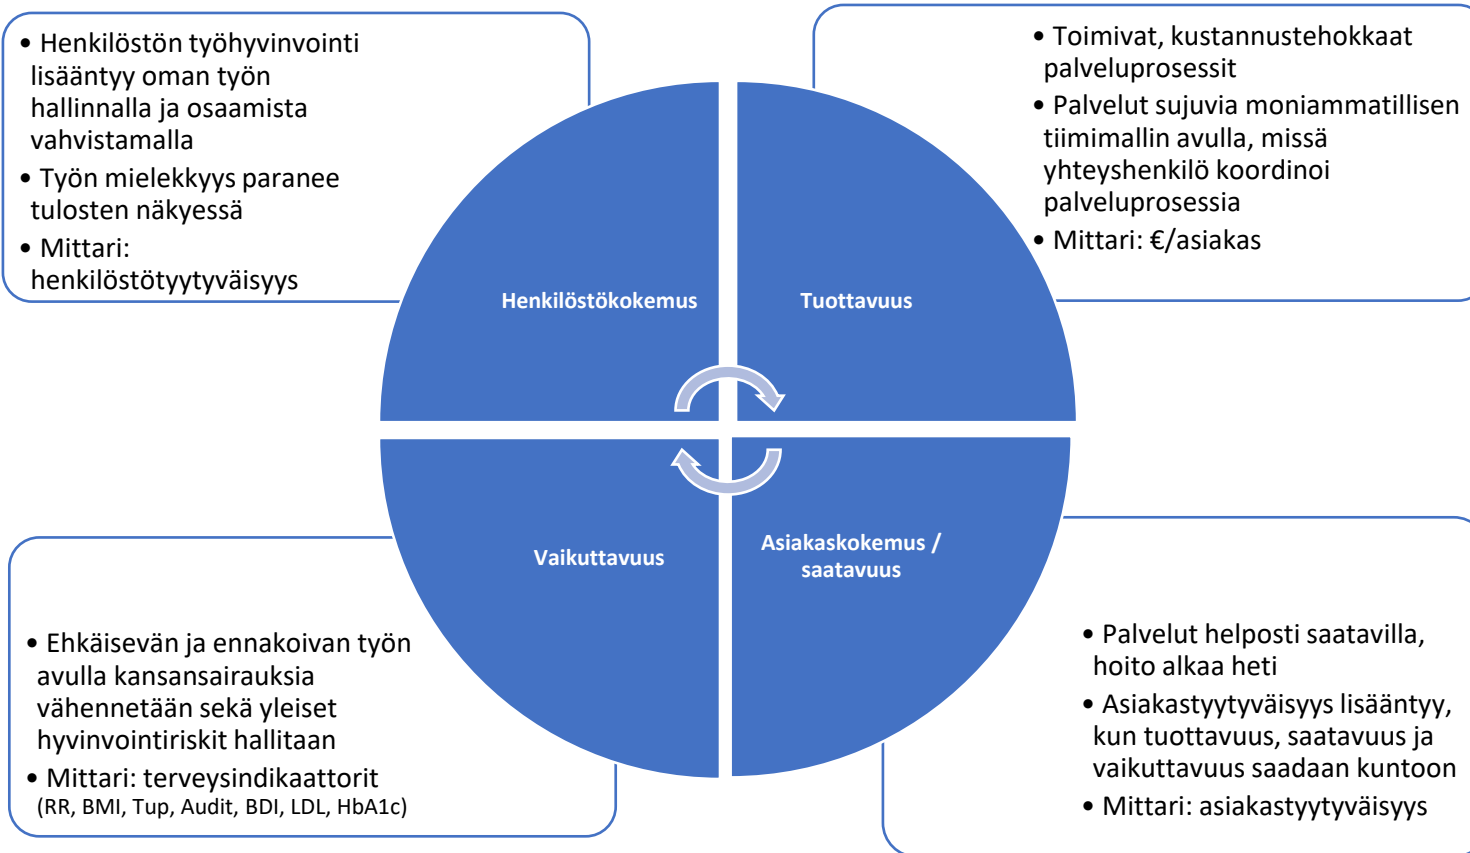 • Henkilöstön työhyvinvointi
lisääntyy oman työn
hallinnalla ja osaamista
vahvistamalla
• Työn mielekkyys paranee
tulosten näkyessä
• Mittari:
henkilöstötyytyväisyys
• Toimivat, kustannustehokkaat
palveluprosessit
• Palvelut sujuvia moniammatillisen
tiimimallin avulla, missä
yhteyshenkilö koordinoi
palveluprosessia
• Mittari: €/asiakas
Henkilöstökokemus
Tuottavuus
Vaikuttavuus
Asiakaskokemus /
saatavuus
• Ehkäisevän ja ennakoivan työn
avulla kansansairauksia
vähennetään sekä yleiset
hyvinvointiriskit hallitaan
• Mittari: terveysindikaattorit
(RR, BMI, Tup, Audit, BDI, LDL, HbA1c)
• Palvelut helposti saatavilla,
hoito alkaa heti
• Asiakastyytyväisyys lisääntyy,
kun tuottavuus, saatavuus ja
vaikuttavuus saadaan kuntoon
• Mittari: asiakastyytyväisyys